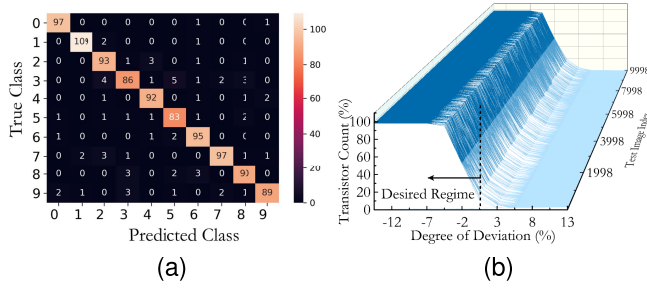 0 97 0 0 0 0 0 1 0 0 1
1 0 109 2 0 0 0 0 1 0 0
2 0 0 93 1 3 0 1 0 1 0
3 0 0 4 86 1 5 1 2 3 0
4 0 0 0 0 92 0 1 0 1 2
5 1 0 0 0 1 83 1 0 2 0
6 1 0 0 0 1 2 95 0 0 0
7 0 2 3 1 0 0 0 97 1 1
8 0 0 0 3 0 2 3 0 91 0
9 2 1 0 3 0 1 0 2 1 89
0 1 2 3 4 5 6 7 8 9
True Class
Predicted Class
100
80
60
40
20
0
(a)
Transistor Count (%)
110
100
80
60
40
20
0
Desired Regime
-12 -7 -2 3 8 13
Degree of Deviation (%)
1998
3998
5998
7998
9998
Test Image Index
(b)